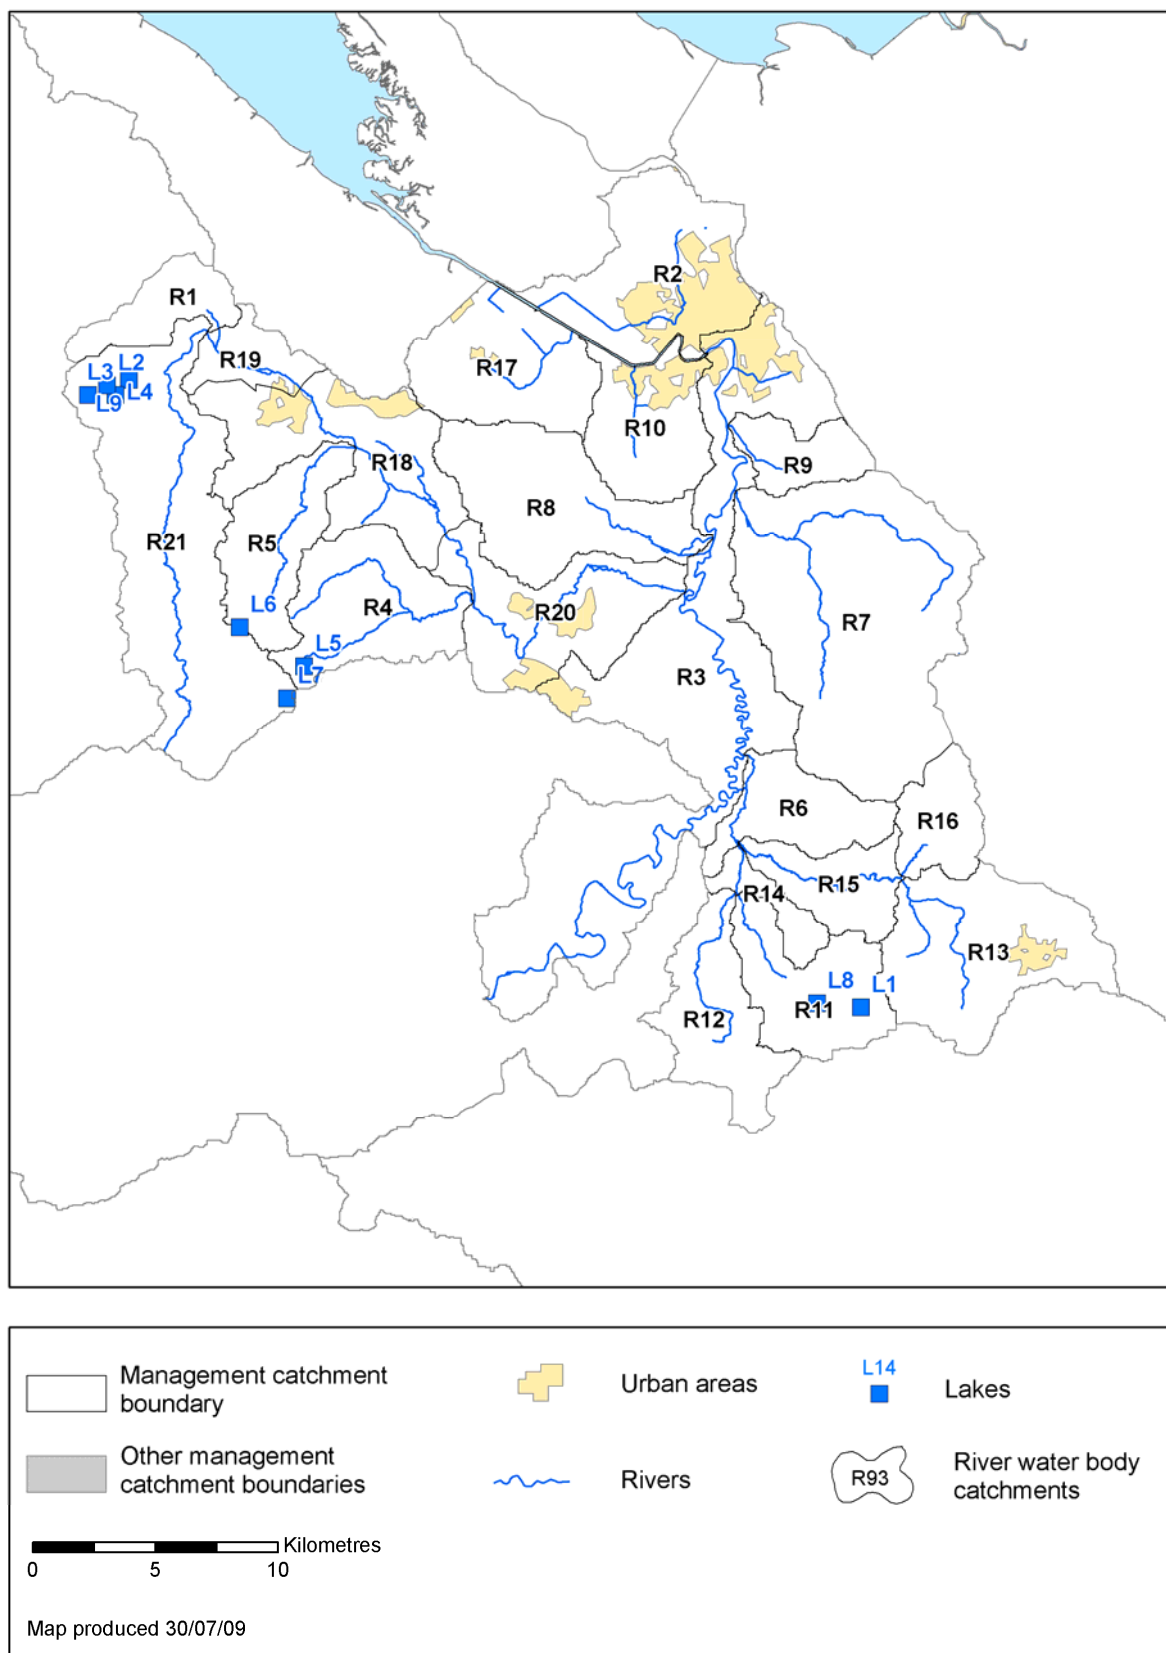 R2
R1
R19
R17
L3 L2
L4
L9
R10
R18
R9
R8
R21
R5
L6
R4
R20
R7
L5
L7
R3
R6
R16
R15
R14
R13
L8 L1
R11
R12
Management catchment
boundary
Urban areas
L14
Lakes
Other management
catchment boundaries
Rivers
R93
River water body
catchments
Kilometres
0 5 10
Map produced 30/07/09